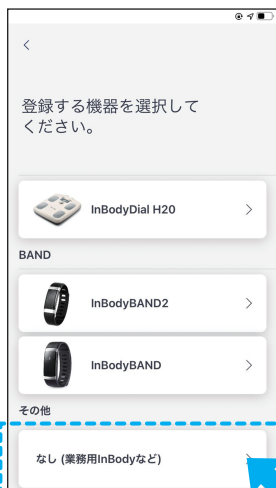 登録する機器を選択して
ください。
InBodyDial H20
BAND
InBodyBAND2
InBodyBAND
その他
なし (業務用InBodyなど)